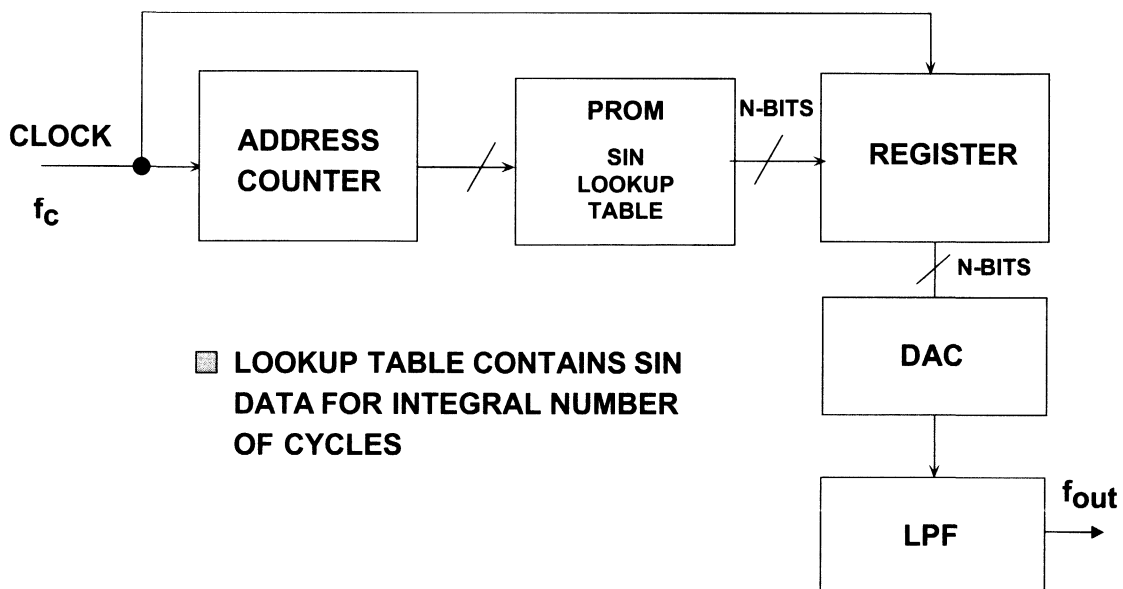 CLOCK
fC
ADDRESS
COUNTER
PROM
SIN
LOOKUP
TABLE
N-BITS
REGISTER
N-BITS
DAC
LPF
fout
LOOKUP TABLE CONTAINS SIN
DATA FOR INTEGRAL NUMBER
OF CYCLES